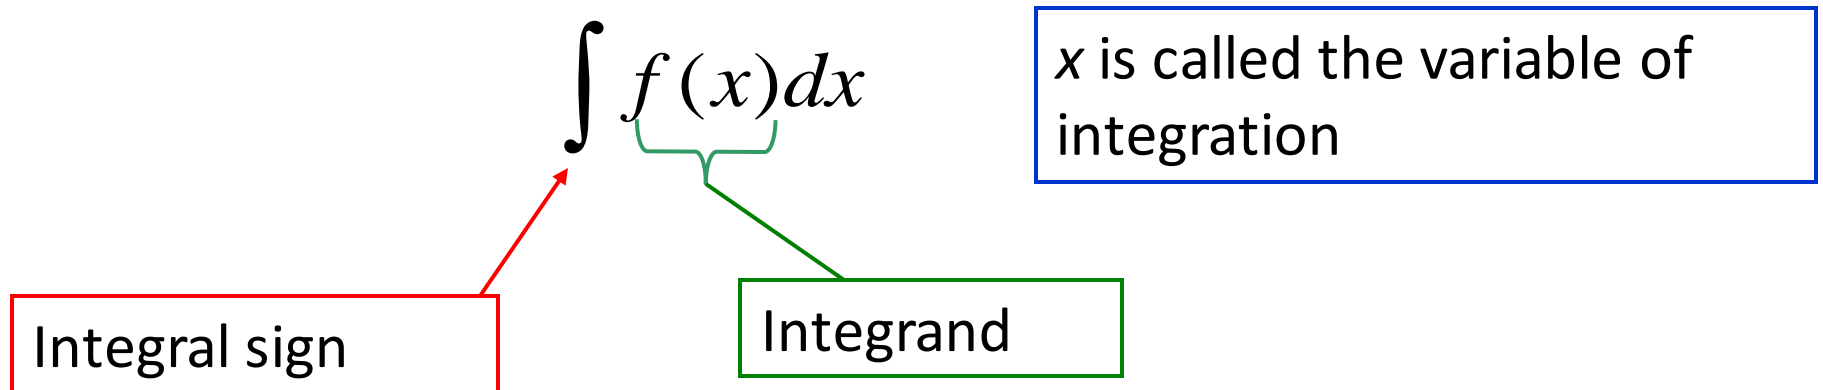 ∫ f(x)dx
x is called the variable of
integration
Integral sign
Integrand